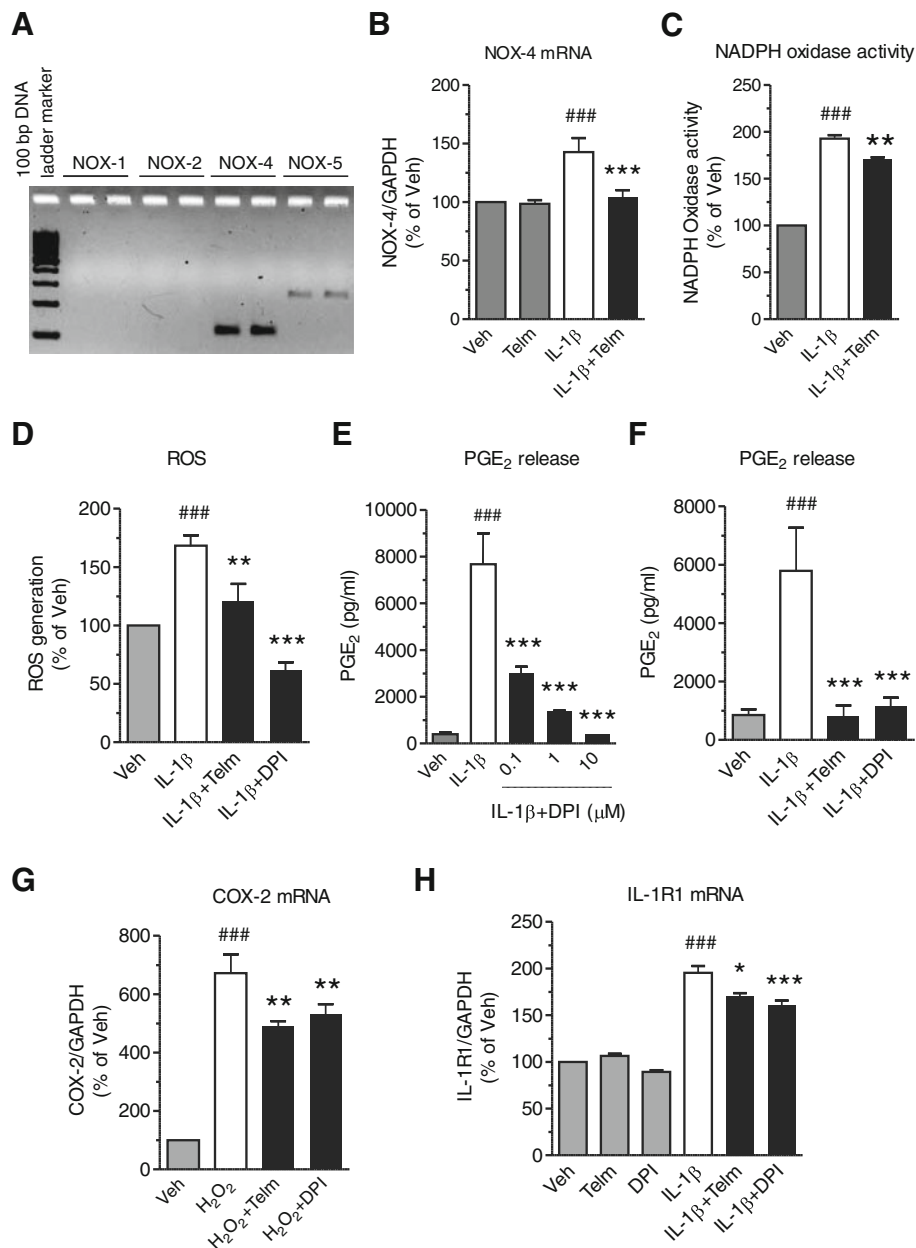 A
100 bp DNA
ladder marker
NOX-1 NOX-2 NOX-4 NOX-5
B
NOX-4 mRNA
NOX-4/GAPDH
(% of Veh)
200
150
100
50
0
###
***
Veh Telm IL-1β IL-1β+Telm
C
NADPH oxidase activity
NADPH Oxidase activity
(% of Veh)
250
200
150
100
50
0
###
**
Veh IL-1β IL-1β+Telm
D
ROS
ROS generation
(% of Veh)
200
150
100
50
0
###
**
***
Veh IL-1β IL-1β+Telm IL-1β+DPI
E
PGE₂ release
PGE₂ (pg/ml)
10000
8000
6000
4000
2000
0
###
***
***
***
Veh IL-1β 0.1 1 10
IL-1β+DPI (μM)
F
PGE₂ release
PGE₂ (pg/ml)
8000
6000
4000
2000
0
###
***
***
Veh IL-1β IL-1β+Telm IL-1β+DPI
G
COX-2 mRNA
COX-2/GAPDH
(% of Veh)
800
600
400
200
0
###
**
**
Veh H₂O₂ H₂O₂+Telm H₂O₂+DPI
H
IL-1R1 mRNA
IL-1R1/GAPDH
(% of Veh)
250
200
150
100
50
0
###
*
***
Veh Telm DPI IL-1β IL-1β+Telm IL-1β+DPI